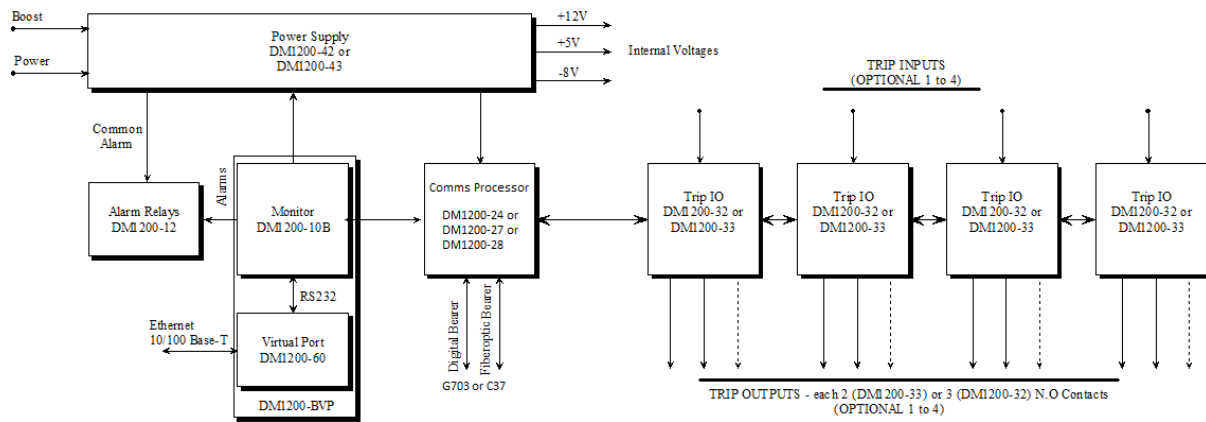 Boost
Power
Power Supply
DM1200-42 or
DM1200-43
+12V
+5V
-8V
Internal Voltages
TRIP INPUTS
(OPTIONAL 1 to 4)
Common
Alarm
Alarms
Alarm Relays
DM1200-12
Monitor
DM1200-10B
RS232
Ethernet
10/100 Base-T
Virtual Port
DM1200-60
DM1200-BVP
Comms Processor
DM1200-24 or
DM1200-27 or
DM1200-28
Digital Bearer
Fiberoptic Bearer
G703 or C37
Trip IO
DM1200-32 or
DM1200-33
Trip IO
DM1200-32 or
DM1200-33
Trip IO
DM1200-32 or
DM1200-33
Trip IO
DM1200-32 or
DM1200-33
TRIP OUTPUTS - each 2 (DM1200-33) or 3 (DM1200-32) N.O Contacts
(OPTIONAL 1 to 4)